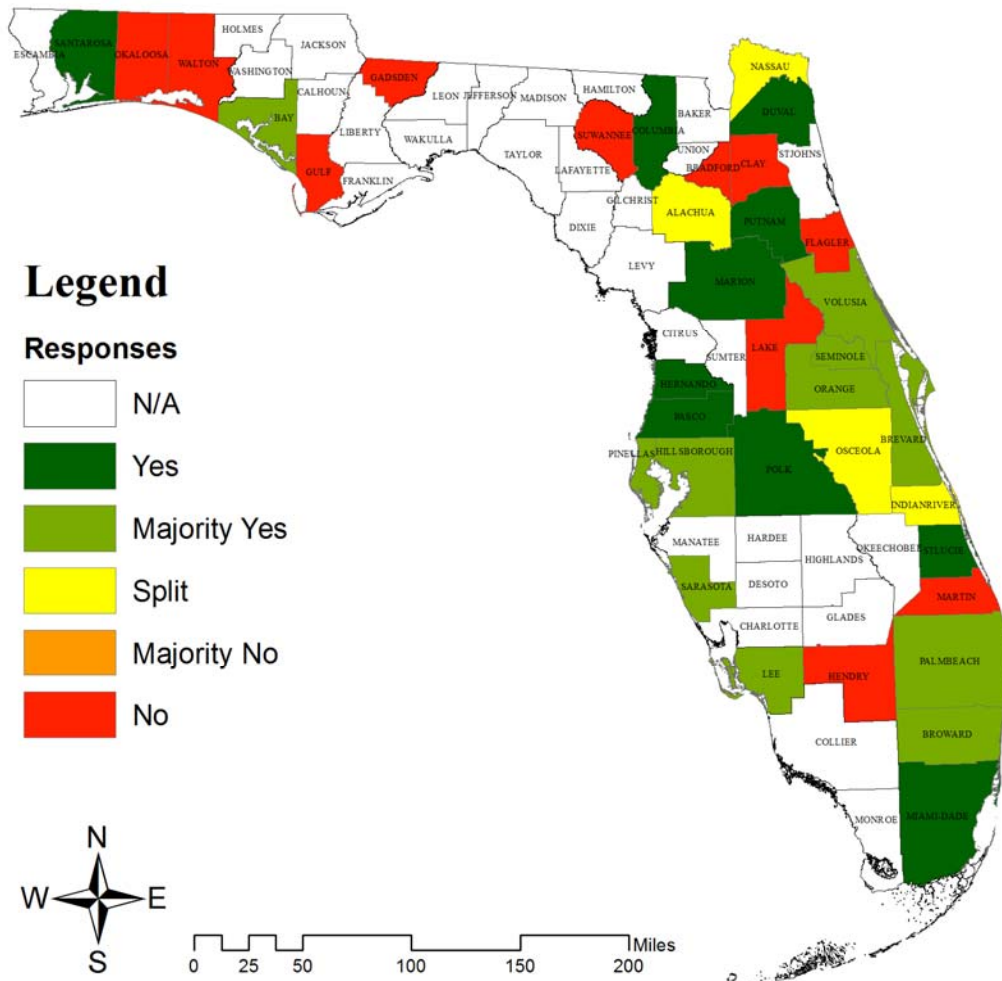 HOLMES
JACKSON
SANTAROSA
ESCAMBIA
OKALOOSA
WALTON
WASHINGTON
GADSDEN
CALHOUN
LEON
JEFFERSON
MADISON
HAMILTON
NASSAU
BAY
LIBERTY
WAKULLA
SUWANNEE
COLUMBIA
BAKER
DUVAL
TAYLOR
LAFAYETTE
UNION
BRADFORD
CLAY
STJOHNS
GULF
FRANKLIN
GILCHRIST
ALACHUA
PUTNAM
DIXIE
FLAGLER
LEVY
MARION
VOLUSIA
CITRUS
SUMTER
LAKE
SEMINOLE
HERNANDO
ORANGE
PASCO
PINELLAS
HILLSBOROUGH
POLK
OSCEOLA
BREVARD
INDIANRIVER
MANATEE
HARDEE
HIGHLANDS
OKEECHOBEE
STLUCIE
SARASOTA
DESOTO
MARTIN
CHARLOTTE
GLADES
LEE
HENDRY
PALMBEACH
COLLIER
BROWARD
MONROE
MIAMI-DADE
Legend
Responses
N/A
Yes
Majority Yes
Split
Majority No
No
N
W E
S
Miles
0 25 50 100 150 200